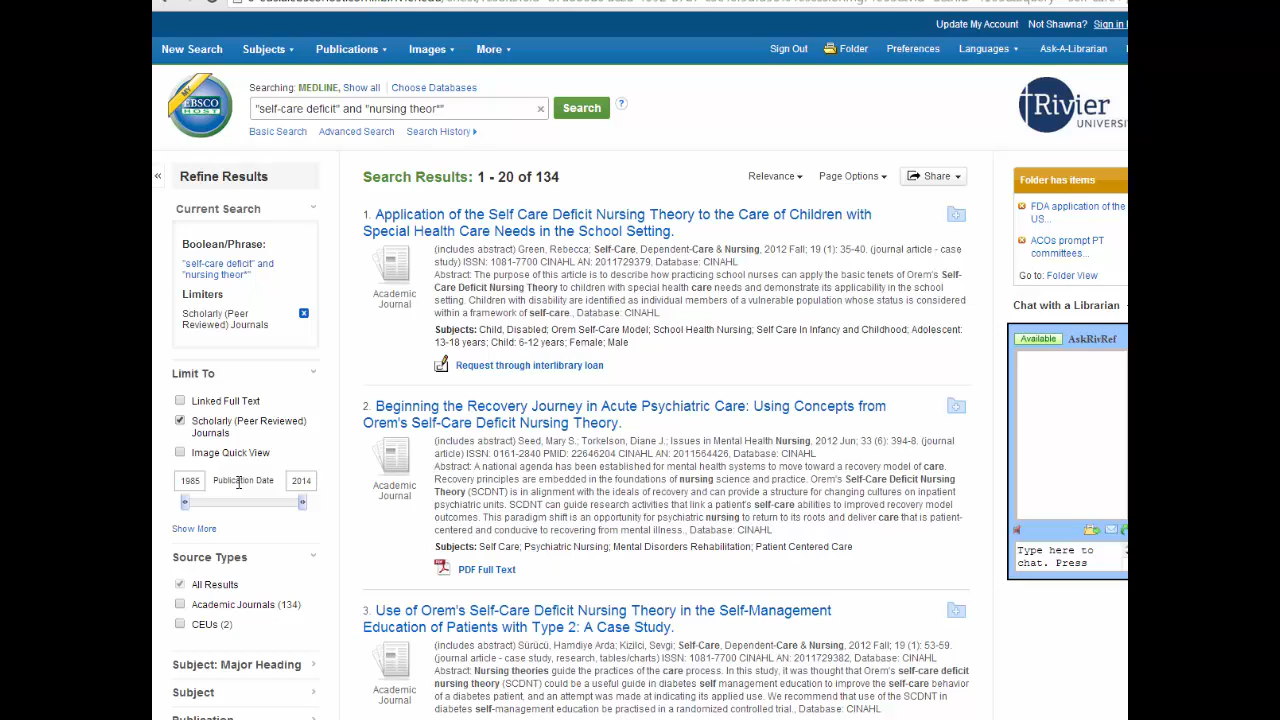 Update My Account Not Shawna? Sign in
New Search Subjects Publications Images More Sign Out Folder Preferences Languages Ask-A-Librarian
MY EBSCO HOST
Searching: MEDLINE, Show all | Choose Databases
"self-care deficit" and "nursing theor*" × Search ?
Basic Search Advanced Search Search History
Rivier
UNIVERSI
«
Refine Results
Current Search
Boolean/Phrase:
"self-care deficit" and
"nursing theor*"
Limiters
Scholarly (Peer
Reviewed) Journals
Limit To
Linked Full Text
Scholarly (Peer Reviewed)
Journals
Image Quick View
1985 Publication Date 2014
Show More
Source Types
All Results
Academic Journals (134)
CEUs (2)
Subject: Major Heading
Subject
Publication
Search Results: 1 - 20 of 134 Relevance Page Options Share
1. Application of the Self Care Deficit Nursing Theory to the Care of Children with
Special Health Care Needs in the School Setting.
Academic
Journal
(includes abstract) Green, Rebecca; Self-Care, Dependent-Care & Nursing, 2012 Fall; 19 (1): 35-40. (journal article - case
study) ISSN: 1081-7700 CINAHL AN: 2011729379, Database: CINAHL
Abstract: The purpose of this article is to describe how practicing school nurses can apply the basic tenets of Orem's Self-
Care Deficit Nursing Theory to children with special health care needs and demonstrate its applicability in the school
setting. Children with disability are identified as individual members of a vulnerable population whose status is considered
within a framework of self-care., Database: CINAHL
Subjects: Child, Disabled; Orem Self-Care Model; School Health Nursing; Self Care In Infancy and Childhood; Adolescent:
13-18 years; Child: 6-12 years; Female; Male
Request through interlibrary loan
2. Beginning the Recovery Journey in Acute Psychiatric Care: Using Concepts from
Orem's Self-Care Deficit Nursing Theory.
Academic
Journal
(includes abstract) Seed, Mary S.; Torkelson, Diane J.; Issues in Mental Health Nursing, 2012 Jun; 33 (6): 394-8. (journal
article) ISSN: 0161-2840 PMID: 22646204 CINAHL AN: 2011564426, Database: CINAHL
Abstract: A national agenda has been established for mental health systems to move toward a recovery model of care.
Recovery principles are embedded in the foundations of nursing science and practice. Orem's Self-Care Deficit Nursing
Theory (SCDNT) is in alignment with the ideals of recovery and can provide a structure for changing cultures on inpatient
psychiatric units. SCDNT can guide research activities that link a patient's self-care abilities to improved recovery model
outcomes. This paradigm shift is an opportunity for psychiatric nursing to return to its roots and deliver care that is patient-
centered and conducive to recovering from mental illness., Database: CINAHL
Subjects: Self Care; Psychiatric Nursing; Mental Disorders Rehabilitation; Patient Centered Care
PDF Full Text
3. Use of Orem's Self-Care Deficit Nursing Theory in the Self-Management
Education of Patients with Type 2: A Case Study.
Academic
Journal
(includes abstract) Sürücü, Hamdiye Arda; Kizilci, Sevgi; Self-Care, Dependent-Care & Nursing, 2012 Fall; 19 (1): 53-59.
(journal article - case study, research, tables/charts) ISSN: 1081-7700 CINAHL AN: 2011729382, Database: CINAHL
Abstract: Nursing theories guide the practices of the care process. In this study, it was thought that Orem's self-care deficit
nursing theory (SCDNT) could be a useful guide in diabetes self management education to improve the self-care behavior
of a diabetes patient, and an attempt was made at indicating its applied use. We recommend that use of the SCDNT in
diabetes self-management education be practised in a randomized controlled trial., Database: CINAHL
Folder has items
FDA application of the
US...
ACOs prompt PT
committees...
Go to: Folder View
Chat with a Librarian
Available AskRivRef
Type here to
chat. Press